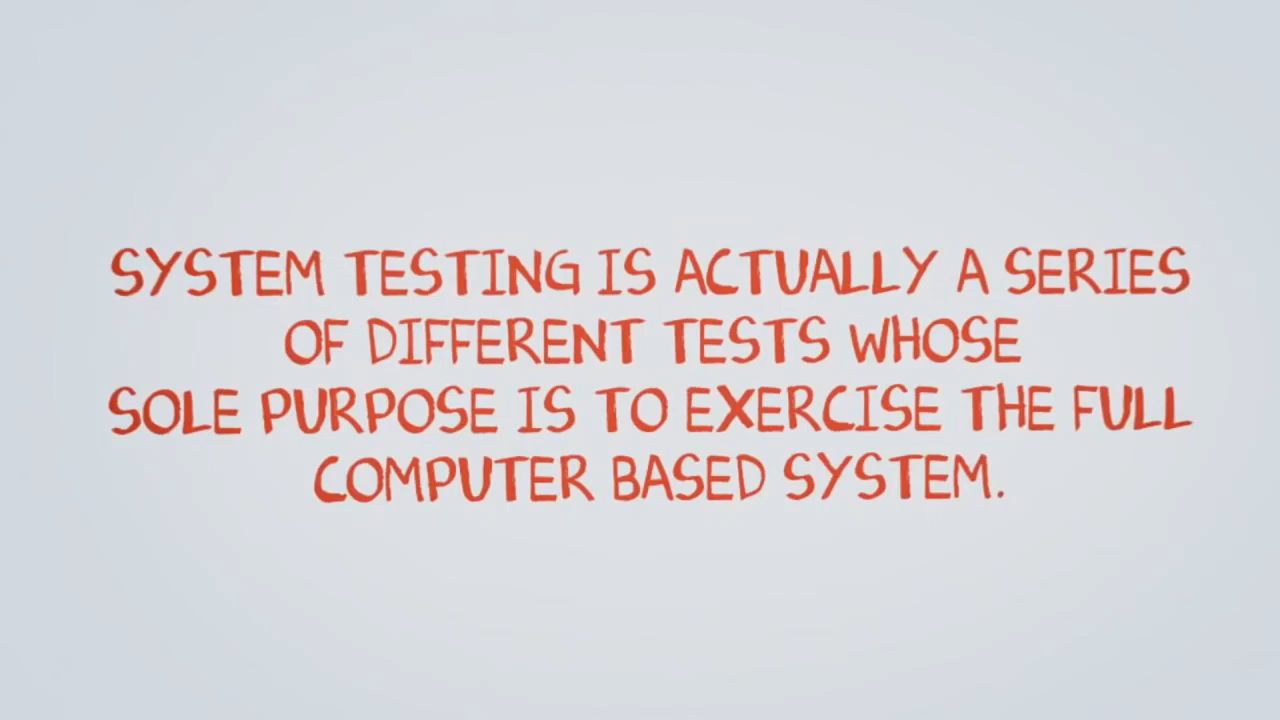 SYSTEM TESTING IS ACTUALLY A SERIES
OF DIFFERENT TESTS WHOSE
SOLE PURPOSE IS TO EXERCISE THE FULL
COMPUTER BASED SYSTEM.